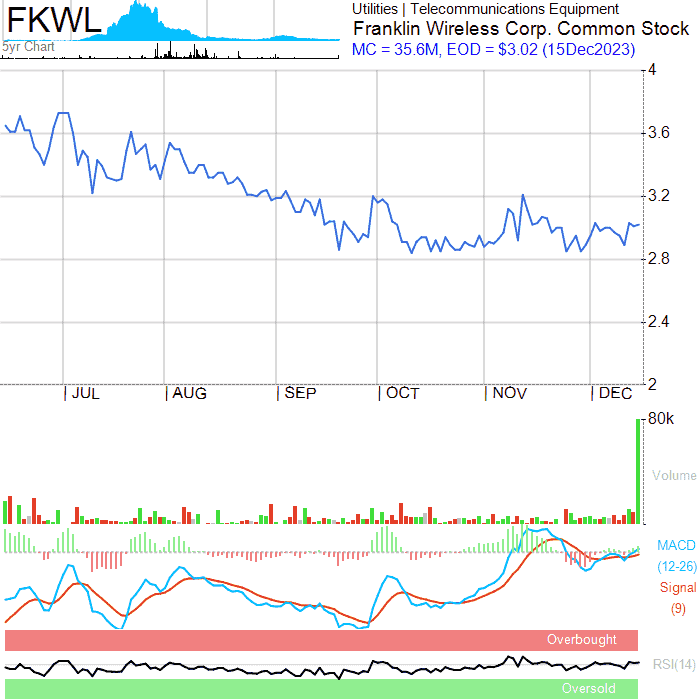 FKWL
5yr Chart
Utilities | Telecommunications Equipment
Franklin Wireless Corp. Common Stock
MC = 35.6M, EOD = $3.02 (15Dec2023)
4
3.6
3.2
2.8
2.4
2
JUL AUG SEP OCT NOV DEC
80k
Volume
MACD
(12-26)
Signal
(9)
Overbought
RSI(14)
Oversold